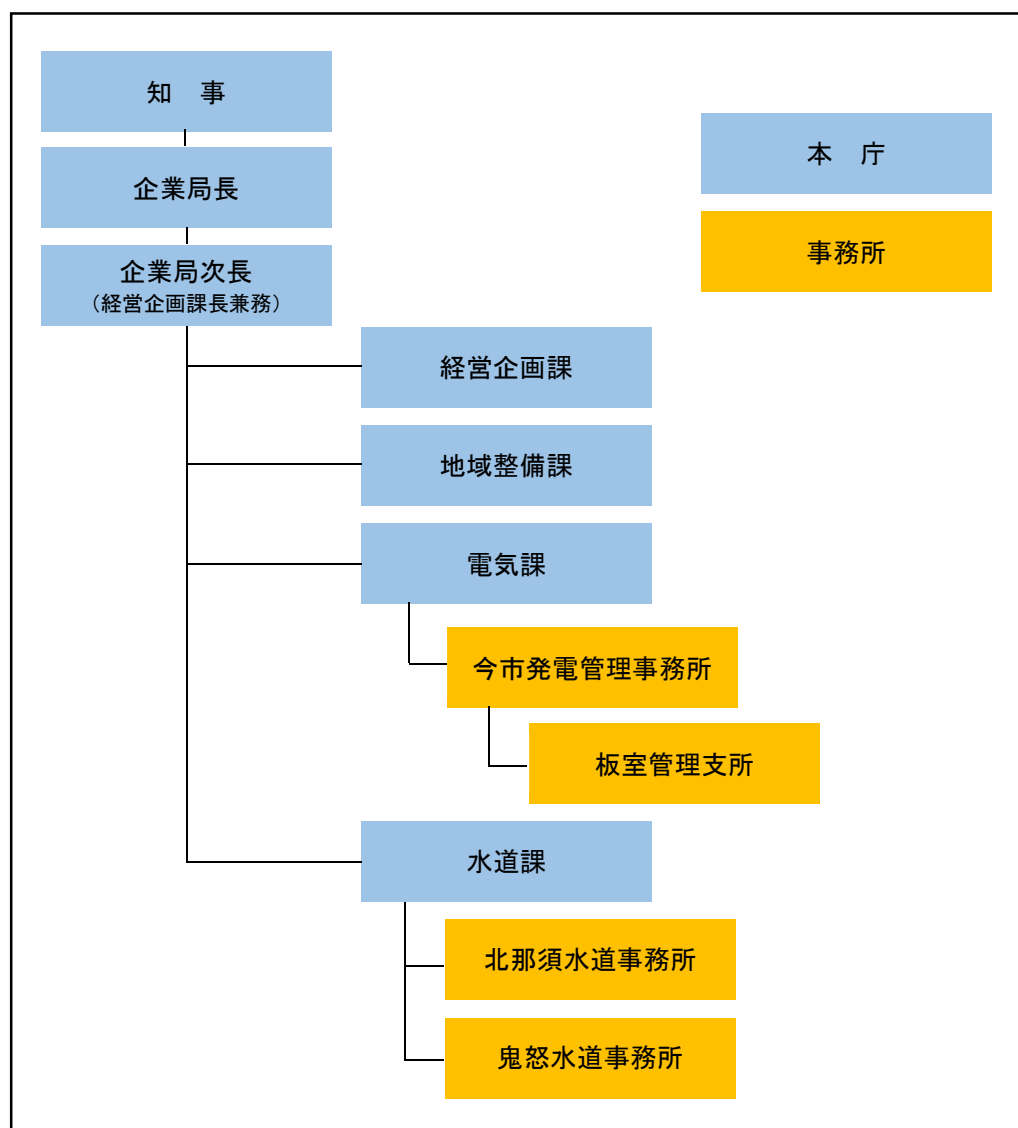 知　事
企業局長
企業局次長
（経営企画課長兼務）
本　庁
事務所
経営企画課
地域整備課
電気課
今市発電管理事務所
板室管理支所
水道課
北那須水道事務所
鬼怒水道事務所